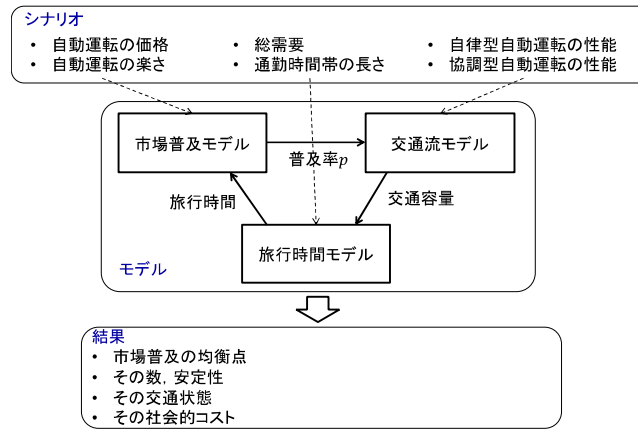 シナリオ
• 自動運転の価格
• 自動運転の楽さ
• 総需要
• 通勤時間帯の長さ
• 自律型自動運転の性能
• 協調型自動運転の性能
市場普及モデル
交通流モデル
普及率p
旅行時間
交通容量
旅行時間モデル
モデル
結果
• 市場普及の均衡点
• その数, 安定性
• その交通状態
• その社会的コスト